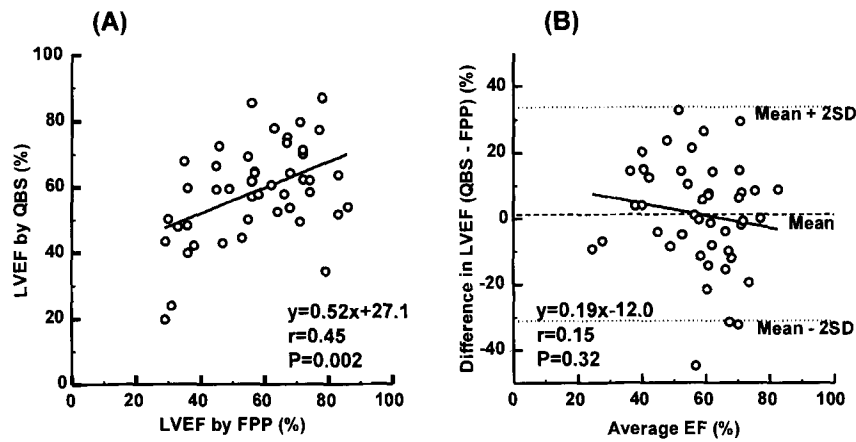 (A)
(B)
100
80
60
40
20
0
LVEF by QBS (%)
y=0.52x+27.1
r=0.45
P=0.002
0 20 40 60 80 100
LVEF by FPP (%)
40
20
0
-20
-40
Difference in LVEF (QBS - FPP) (%)
Mean + 2SD
Mean
Mean - 2SD
y=0.19x-12.0
r=0.15
P=0.32
0 20 40 60 80 100
Average EF (%)